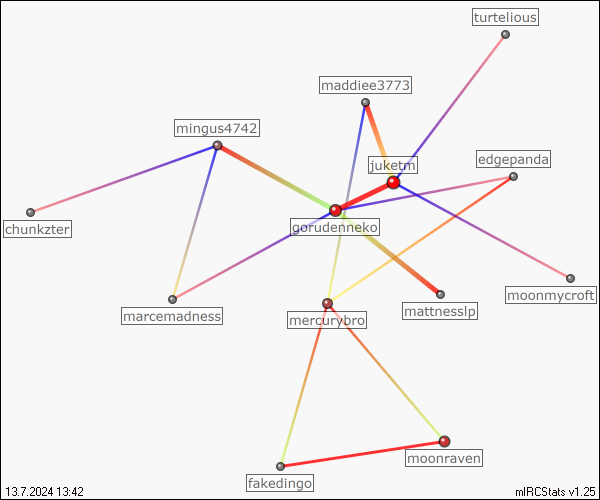 turtelious
maddiee3773
mingus4742
edgepanda
juketm
chunkzter
gorudenneko
moonmycroft
marcemadness
mattnesslp
mercurybro
moonraven
fakedingo
13.7.2024 13:42
mIRCStats v1.25